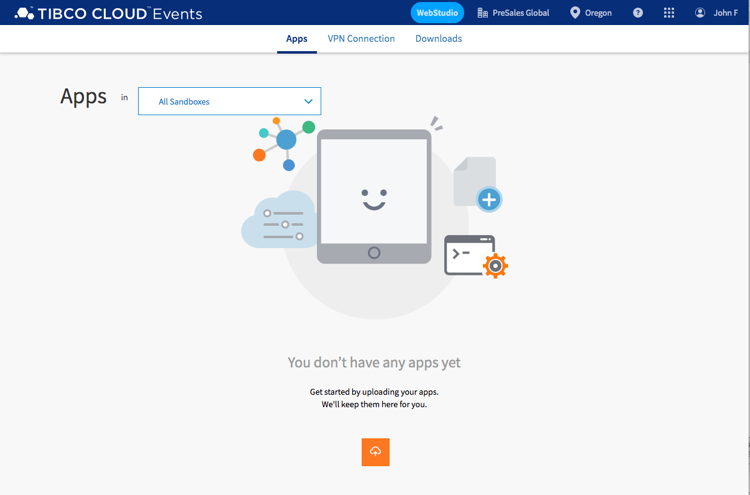 TIBCO CLOUD™ Events
WebStudio
PreSales Global
Oregon
?
John F
Apps
VPN Connection
Downloads
Apps in All Sandboxes
You don't have any apps yet
Get started by uploading your apps.
We'll keep them here for you.